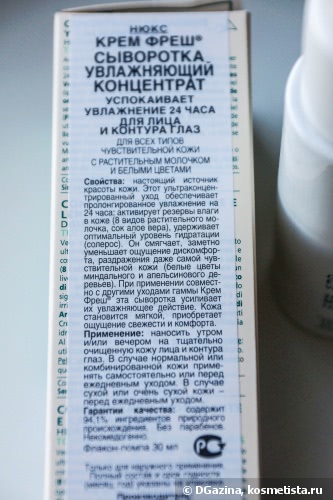 НЮКС
КРЕМ ФРЕШ®
СЫВОРОТКА
УВЛАЖНЯЮЩИЙ
КОНЦЕНТРАТ
УСПОКАИВАЕТ
УВЛАЖНЕНИЕ 24 ЧАСА
ДЛЯ ЛИЦА
И КОНТУРА ГЛАЗ
ДЛЯ ВСЕХ ТИПОВ
ЧУВСТВИТЕЛЬНОЙ КОЖИ
С РАСТИТЕЛЬНЫМ МОЛОЧКОМ
И БЕЛЫМИ ЦВЕТАМИ
Свойства: настоящий источник
красоты кожи. Этот ультраконцен-
трированный уход обеспечивает
пролонгированное увлажнение на
24 часа: активирует резервы влаги
в коже (8 видов растительного мо-
лочка, сок алое вера), удерживает
оптимальный уровень гидратации
(солерос). Он смягчает, заметно
уменьшает ощущение дискомфор-
та, раздражения даже самой чув-
ствительной кожи (белые цветы
миндального и апельсинового де-
ревьев). При применении совмест-
но с другими уходами гаммы Крем
Фреш® эта сыворотка усиливает
их увлажняющее действие. Кожа
становится мягкой, приобретает
ощущение свежести и комфорта.
Применение: наносить утром
и/или вечером на тщательно
очищенную кожу лица и контура
глаз. В случае нормальной или
комбинированной кожи приме-
нять самостоятельно или перед
ежедневным уходом. В случае
сухой или очень сухой кожи –
перед ежедневным уходом.
Гарантии качества: содержит
94,1% ингредиентов природного
происхождения. Без парабенов.
Некомедогенно.
Флакон-помпа 30 мл
Только для наружного применения.
© DGazina, kosmetista.ru